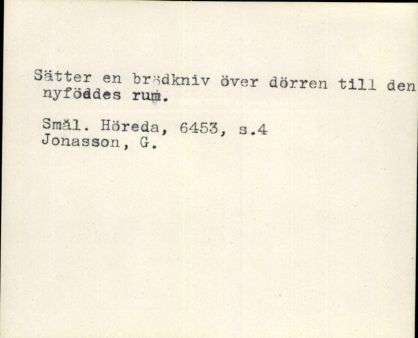 Sätter en brödkniv över dörren till den
nyföddes rum.
Smål. Höreda, 6453, s.4
Jonasson, G.